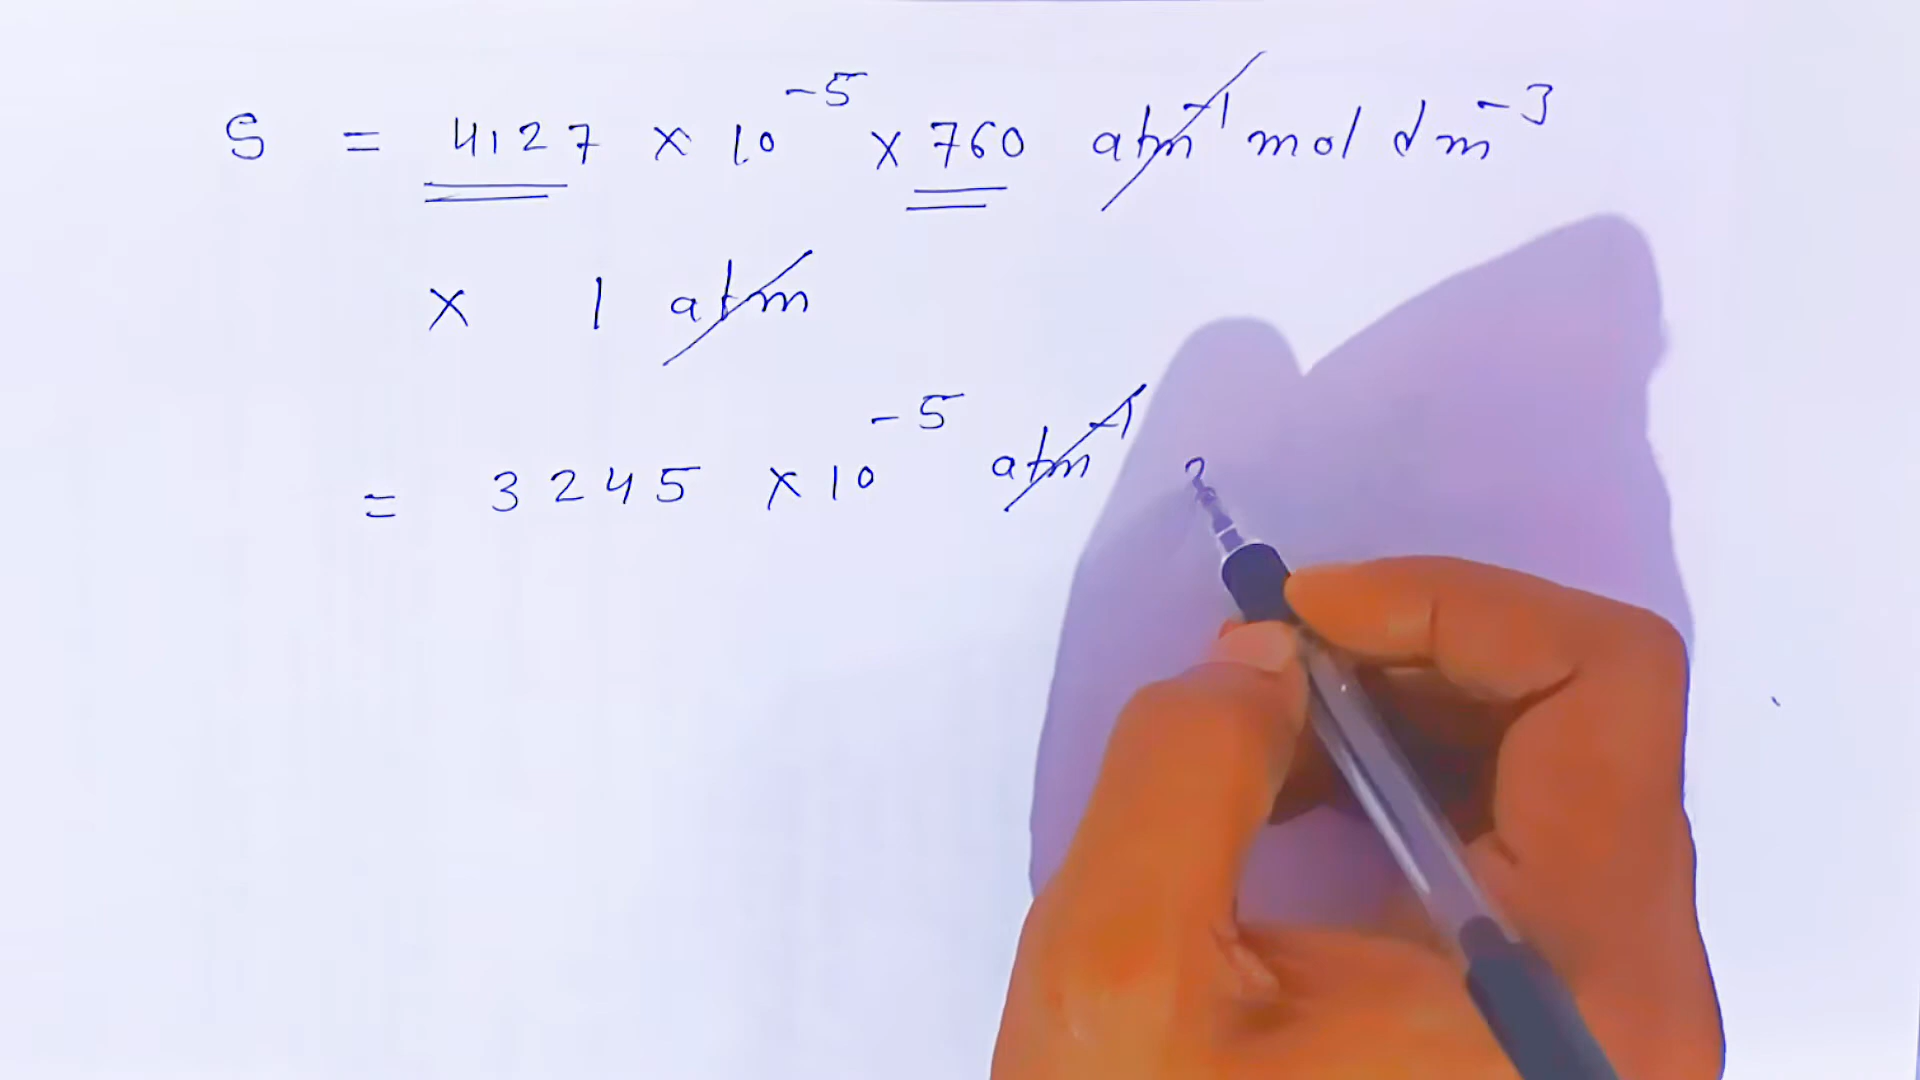 S = 4127 × 10⁻⁵ × 760 atm⁻¹ mol dm⁻³
× 1 atm
= 3245 × 10⁻⁵ atm⁻¹